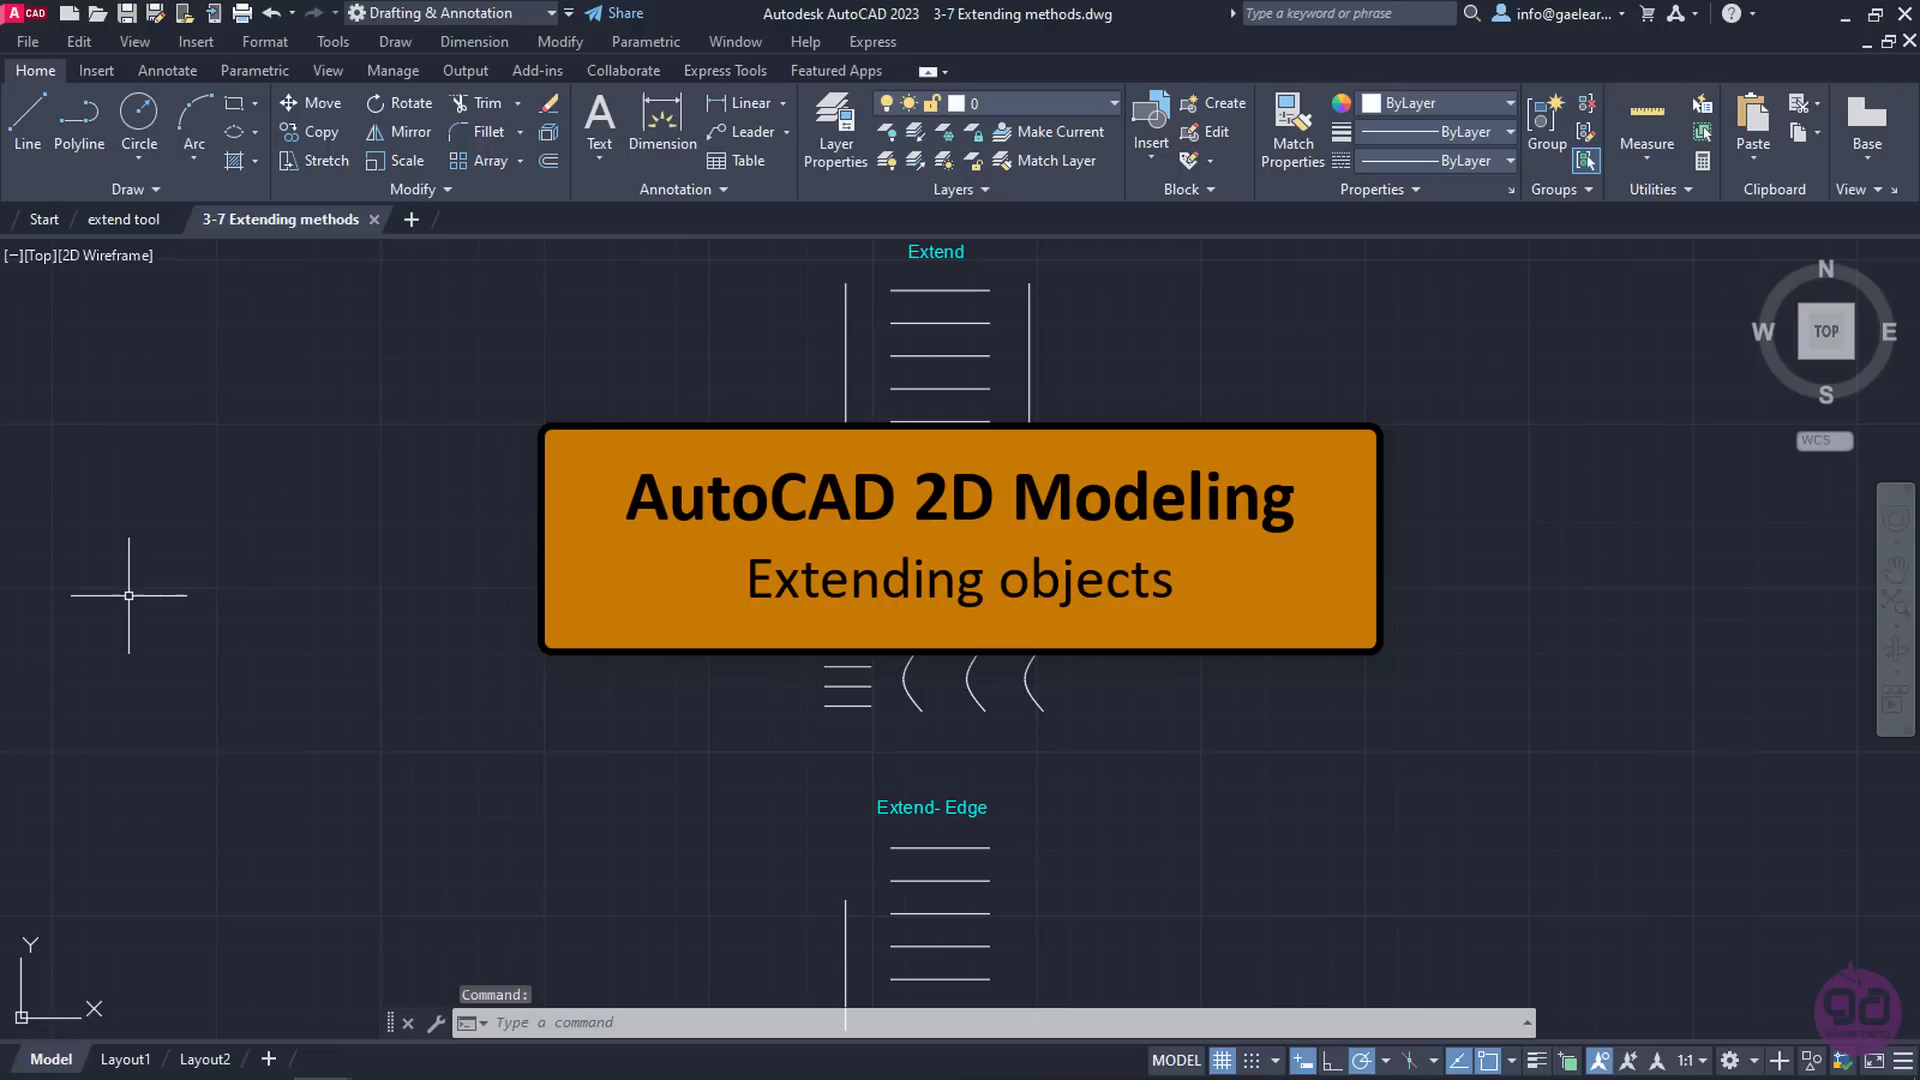 A CAD Drafting & Annotation Share Autodesk AutoCAD 2023 3-7 Extending methods.dwg Type a keyword or phrase info@gaelear...
File Edit View Insert Format Tools Draw Dimension Modify Parametric Window Help Express
Home Insert Annotate Parametric View Manage Output Add-ins Collaborate Express Tools Featured Apps
Line Polyline Circle Arc
Move Rotate Trim
Copy Mirror Fillet
Stretch Scale Array
Text Dimension
Linear
Leader
Table
Layer Properties
0
Make Current
Match Layer
Insert
Create
Edit
Match Properties
ByLayer
ByLayer
ByLayer
Group
Measure
Paste
Base
Draw Modify Annotation Layers Block Properties Groups Utilities Clipboard View
Start extend tool 3-7 Extending methods
[−][Top][2D Wireframe]
Extend
N
W TOP E
S
WCS
AutoCAD 2D Modeling
Extending objects
Extend- Edge
Y
X
Command:
Type a command
Model Layout1 Layout2 MODEL 1:1